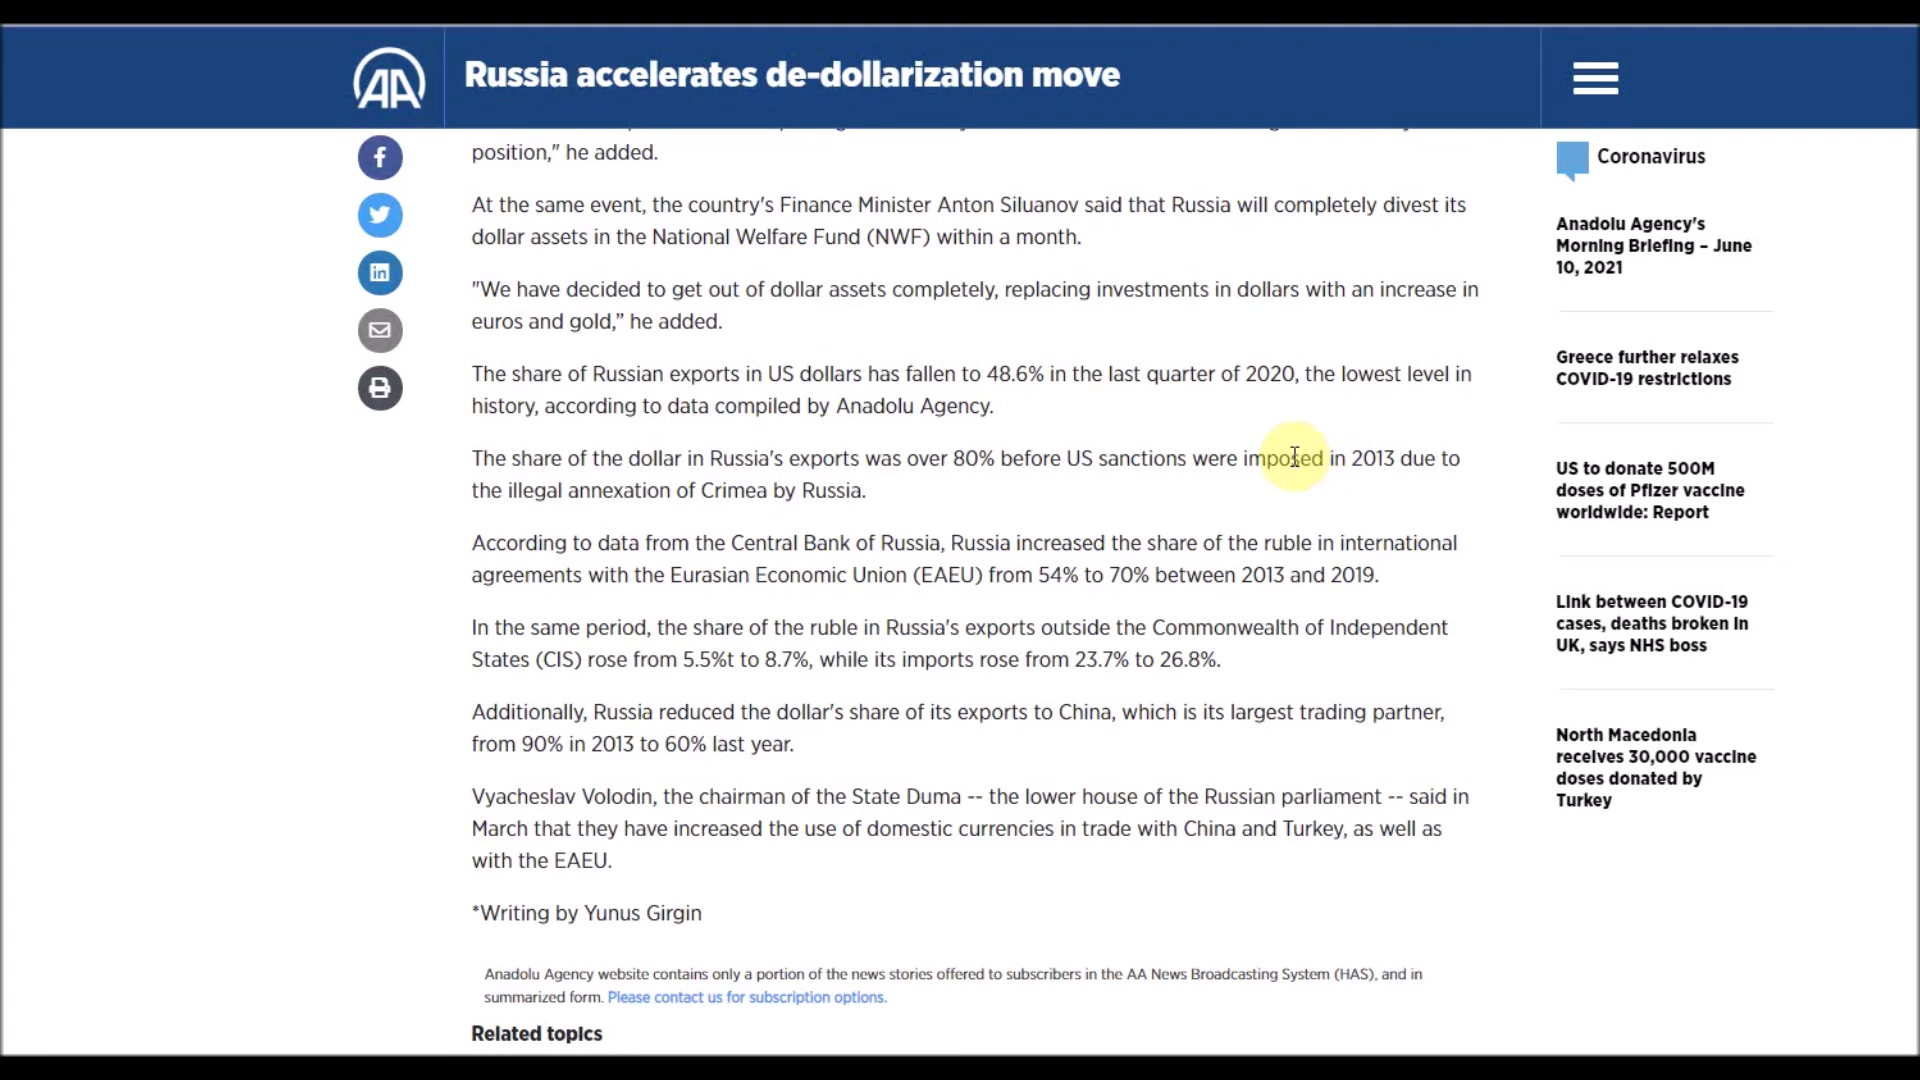 AA
Russia accelerates de-dollarization move
position," he added.
At the same event, the country's Finance Minister Anton Siluanov said that Russia will completely divest its
dollar assets in the National Welfare Fund (NWF) within a month.
"We have decided to get out of dollar assets completely, replacing investments in dollars with an increase in
euros and gold,” he added.
The share of Russian exports in US dollars has fallen to 48.6% in the last quarter of 2020, the lowest level in
history, according to data compiled by Anadolu Agency.
The share of the dollar in Russia's exports was over 80% before US sanctions were imposed in 2013 due to
the illegal annexation of Crimea by Russia.
According to data from the Central Bank of Russia, Russia increased the share of the ruble in international
agreements with the Eurasian Economic Union (EAEU) from 54% to 70% between 2013 and 2019.
In the same period, the share of the ruble in Russia's exports outside the Commonwealth of Independent
States (CIS) rose from 5.5%t to 8.7%, while its imports rose from 23.7% to 26.8%.
Additionally, Russia reduced the dollar's share of its exports to China, which is its largest trading partner,
from 90% in 2013 to 60% last year.
Vyacheslav Volodin, the chairman of the State Duma -- the lower house of the Russian parliament -- said in
March that they have increased the use of domestic currencies in trade with China and Turkey, as well as
with the EAEU.
*Writing by Yunus Girgin
Anadolu Agency website contains only a portion of the news stories offered to subscribers in the AA News Broadcasting System (HAS), and in
summarized form. Please contact us for subscription options.
Related topics
Coronavirus
Anadolu Agency's
Morning Briefing – June
10, 2021
Greece further relaxes
COVID-19 restrictions
US to donate 500M
doses of Pfizer vaccine
worldwide: Report
Link between COVID-19
cases, deaths broken in
UK, says NHS boss
North Macedonia
receives 30,000 vaccine
doses donated by
Turkey